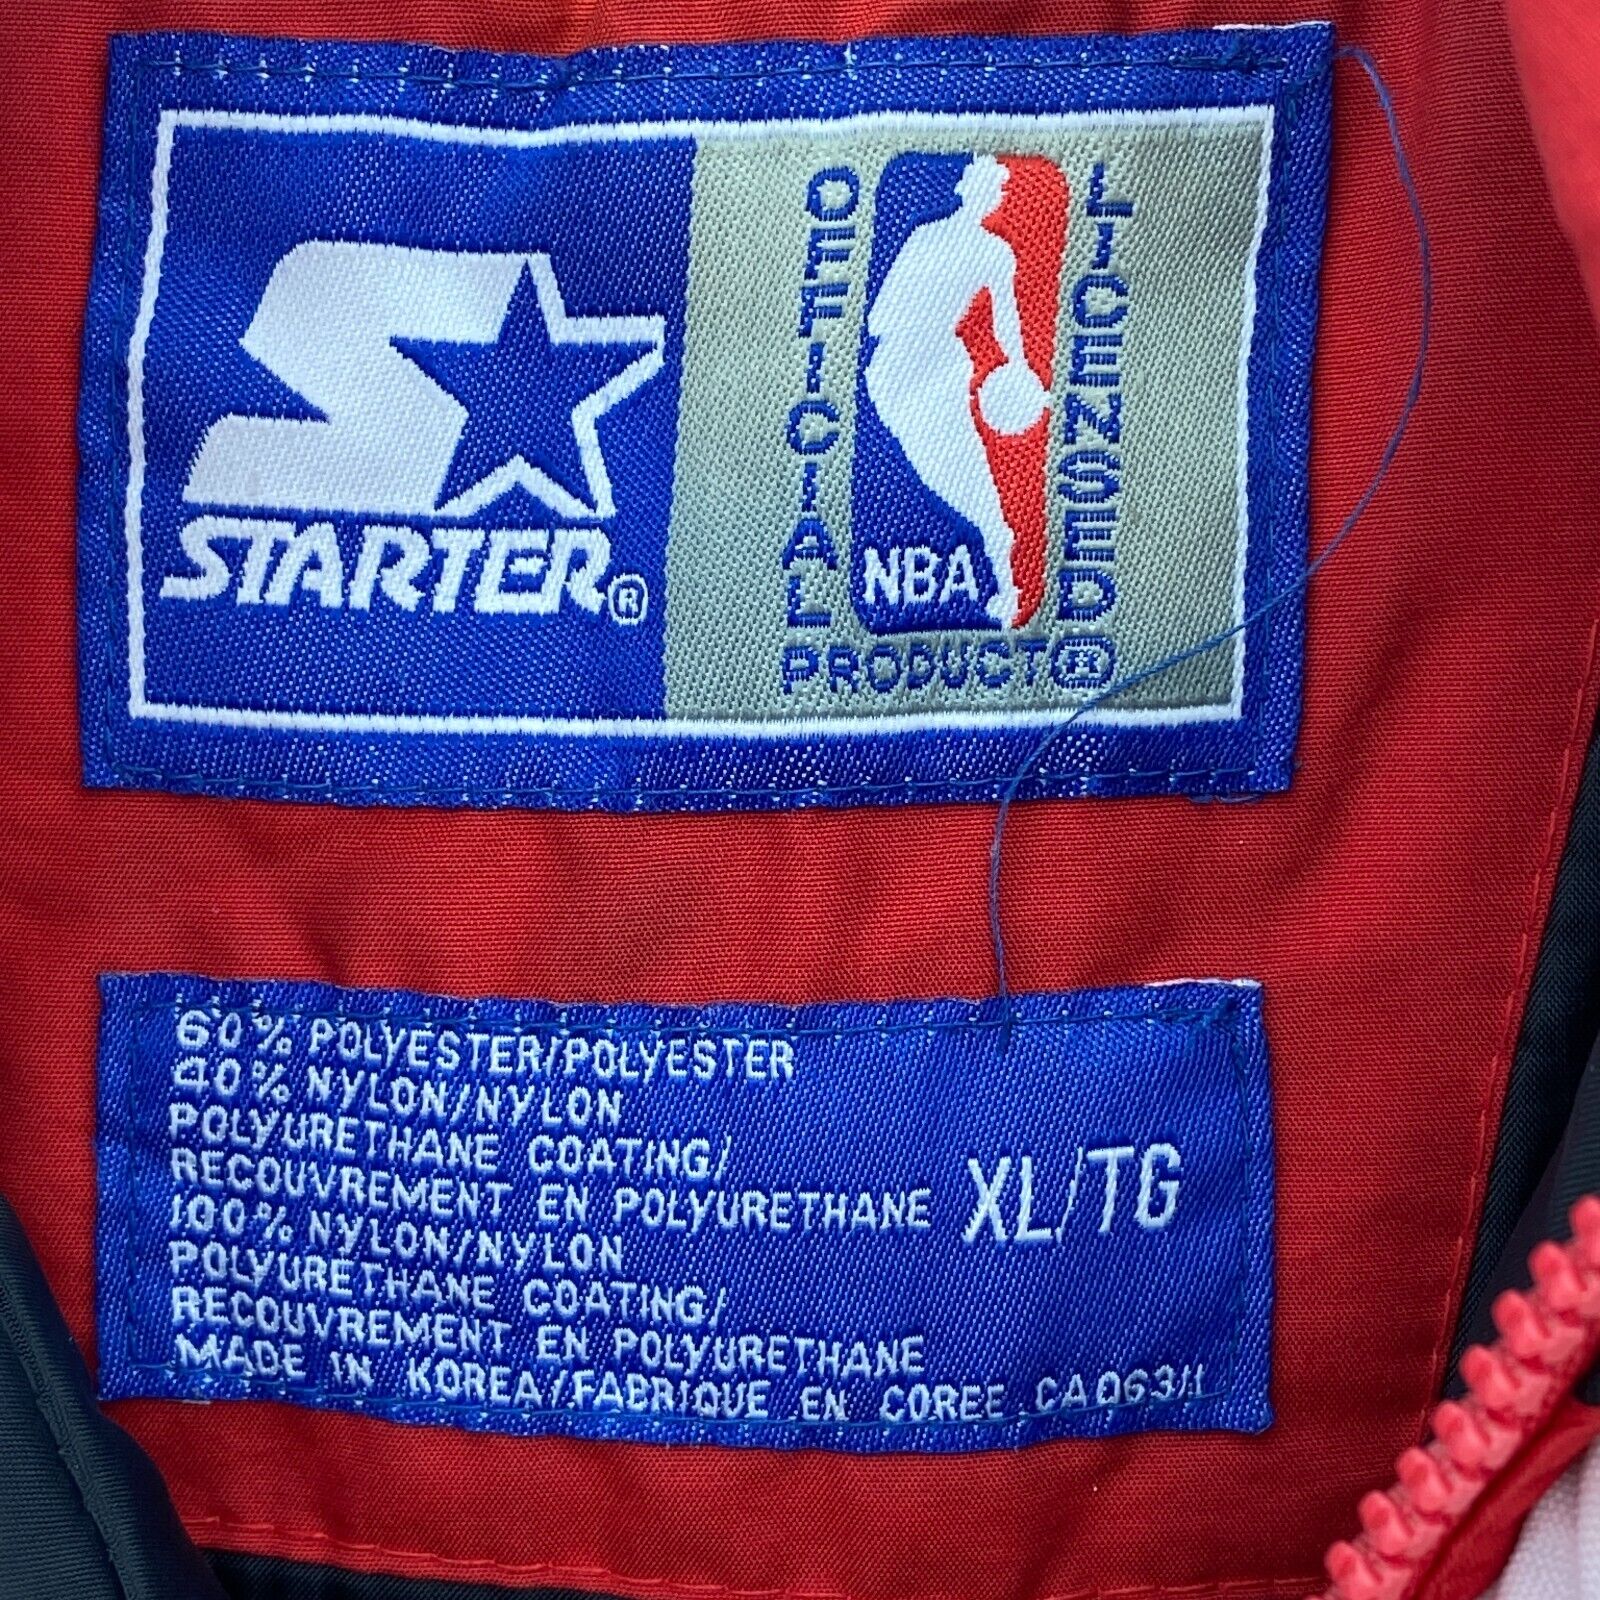 STARTER®
OFFICIAL
LICENSED
NBA
PRODUCT®
60% POLYESTER/POLYESTER
40% NYLON/NYLON
POLYURETHANE COATING/
RECOUVREMENT EN POLYURETHANE
100% NYLON/NYLON
POLYURETHANE COATING/
RECOUVREMENT EN POLYURETHANE
MADE IN KOREA/FABRIQUE EN COREE CA06311
XL/TG